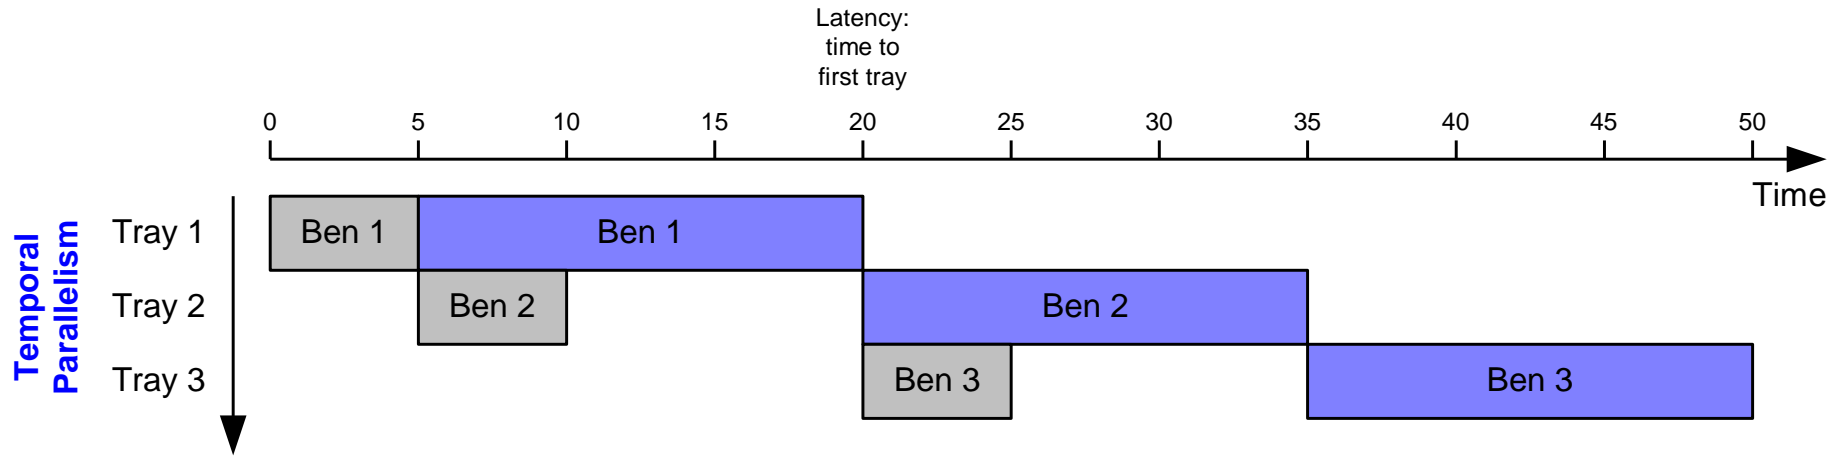 Latency:
time to
first tray
0 5 10 15 20 25 30 35 40 45 50
Time
Temporal
Parallelism
Tray 1 Ben 1 Ben 1
Tray 2 Ben 2 Ben 2
Tray 3 Ben 3 Ben 3